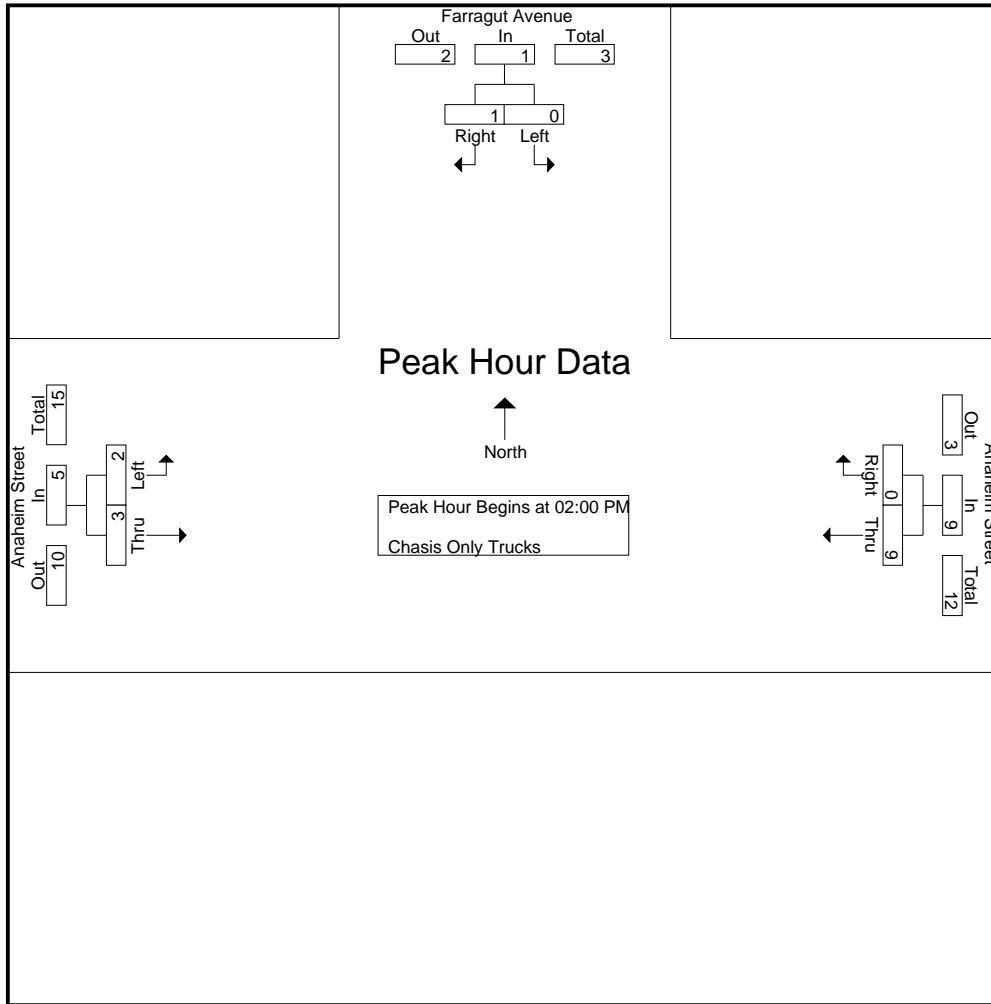 Farragut Avenue
Out In Total
2 1 3
1 0
Right Left
Peak Hour Data
North
Peak Hour Begins at 02:00 PM
Chasis Only Trucks
Anaheim Street
Out In Total
10 5 15
Left
2
Thru
3
Anaheim Street
Out In Total
3 9 12
Right Thru
0 9